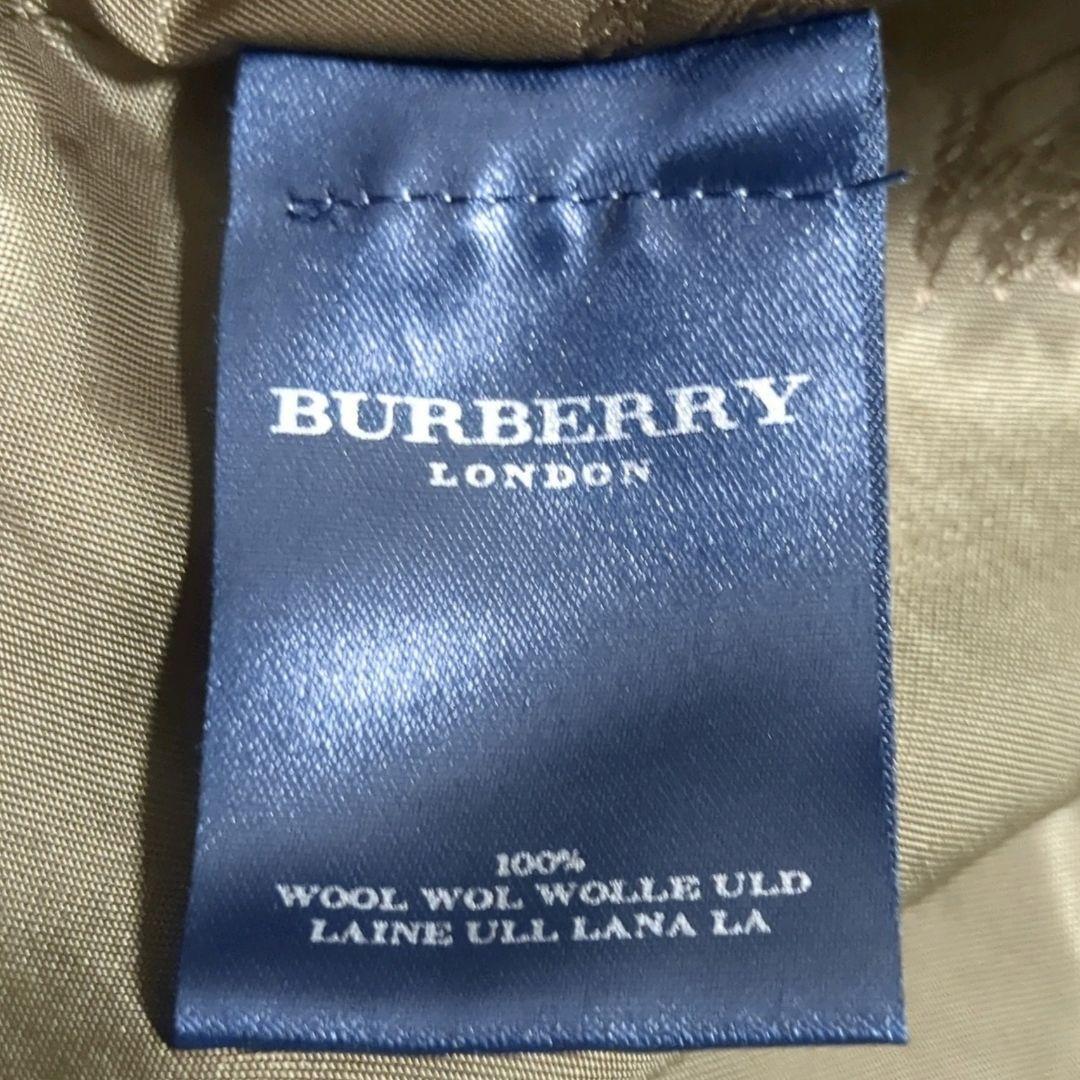 BURBERRY
LONDON
100%
WOOL WOL WOLLE ULD
LAINE ULL LANA LA